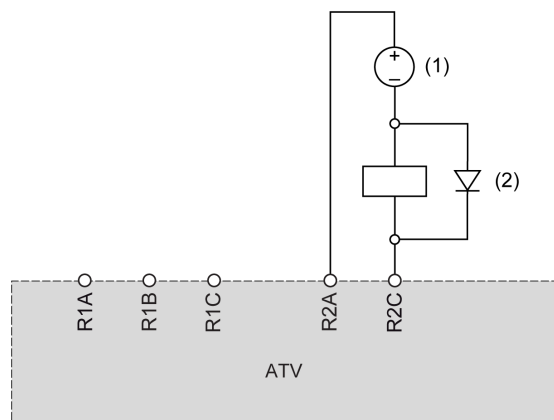 +
(1)
−
(2)
R1A R1B R1C R2A R2C
ATV